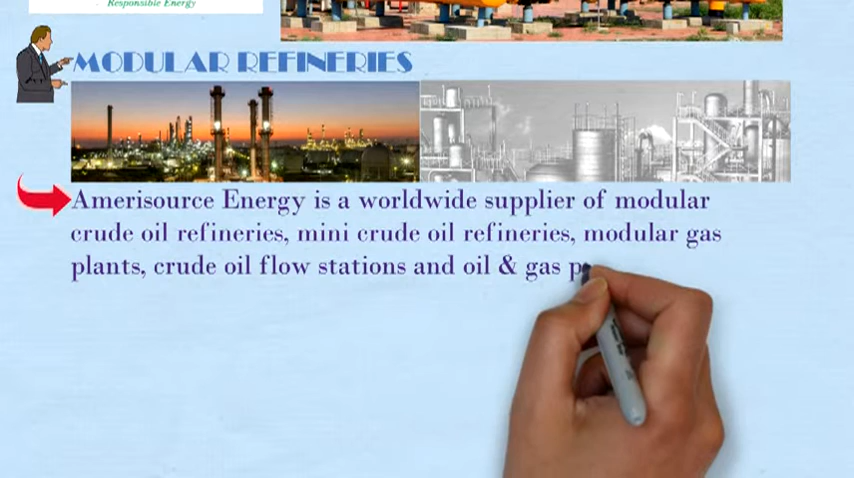 Responsible Energy
MODULAR REFINERIES
Amerisource Energy is a worldwide supplier of modular
crude oil refineries, mini crude oil refineries, modular gas
plants, crude oil flow stations and oil & gas p